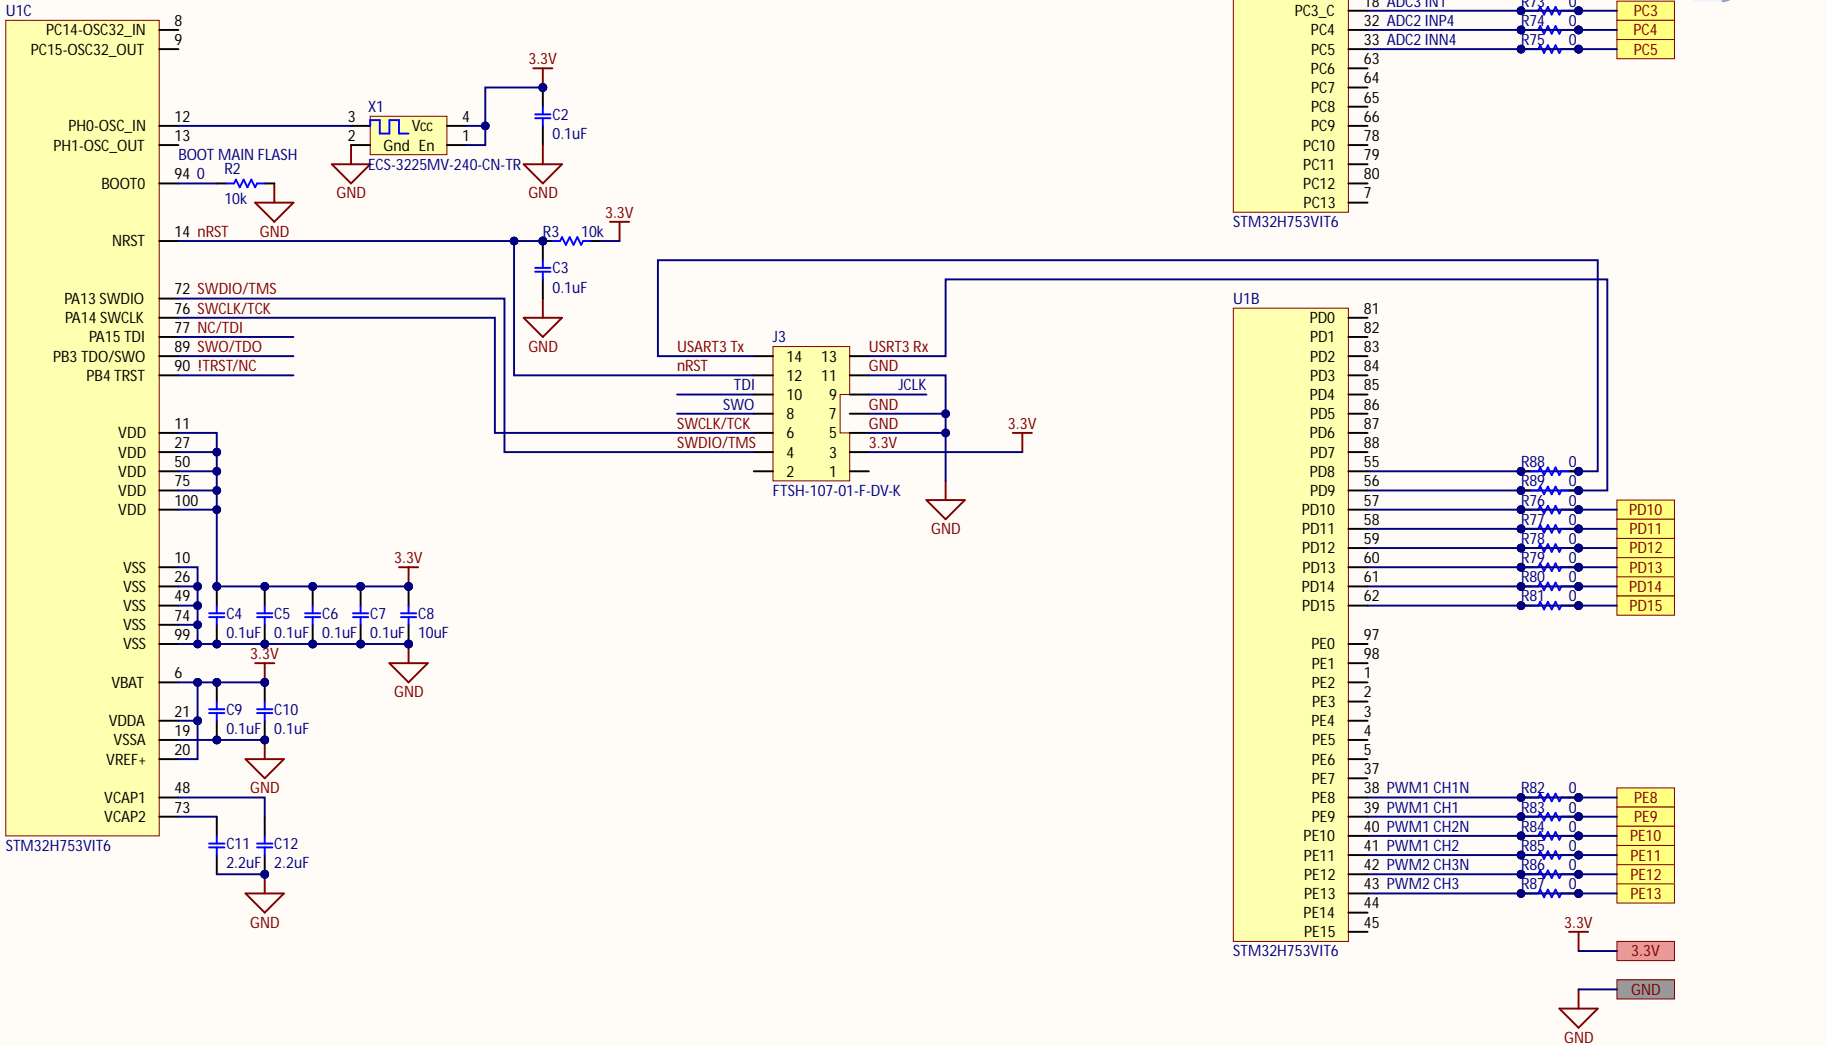 U1C
PC14-OSC32_IN 8
PC15-OSC32_OUT 9
PH0-OSC_IN 12
PH1-OSC_OUT 13
BOOT MAIN FLASH
BOOT0 94 0
R2
10k
GND
NRST 14 nRST
PA13 SWDIO 72 SWDIO/TMS
PA14 SWCLK 76 SWCLK/TCK
PA15 TDI 77 NC/TDI
PB3 TDO/SWO 89 SWO/TDO
PB4 TRST 90 !TRST/NC
VDD 11
VDD 27
VDD 50
VDD 75
VDD 100
VSS 10
VSS 26
VSS 49
VSS 74
VSS 99
VBAT 6
VDDA 21
VSSA 19
VREF+ 20
VCAP1 48
VCAP2 73
STM32H753VIT6
X1
3 Vcc 4
2 Gnd En 1
ECS-3225MV-240-CN-TR
GND
3.3V
C2
0.1uF
GND
3.3V
R3 10k
C3
0.1uF
GND
3.3V
C4 C5 C6 C7 C8
0.1uF 0.1uF 0.1uF 0.1uF 10uF
GND
3.3V
C9 C10
0.1uF 0.1uF
GND
C11 C12
2.2uF 2.2uF
GND
J3
USART3 Tx 14 13 USRT3 Rx
nRST 12 11 GND
TDI 10 9 JCLK
SWO 8 7 GND
SWCLK/TCK 6 5 GND
SWDIO/TMS 4 3 3.3V
2 1
FTSH-107-01-F-DV-K
3.3V
GND
PC3_C 18 ADC3 IN1 R73 0 PC3
PC4 32 ADC2 INP4 R74 0 PC4
PC5 33 ADC2 INN4 R75 0 PC5
PC6 63
PC7 64
PC8 65
PC9 66
PC10 78
PC11 79
PC12 80
PC13 7
STM32H753VIT6
U1B
PD0 81
PD1 82
PD2 83
PD3 84
PD4 85
PD5 86
PD6 87
PD7 88
PD8 55 R88 0
PD9 56 R89 0
PD10 57 R76 0 PD10
PD11 58 R77 0 PD11
PD12 59 R78 0 PD12
PD13 60 R79 0 PD13
PD14 61 R80 0 PD14
PD15 62 R81 0 PD15
PE0 97
PE1 98
PE2 1
PE3 2
PE4 3
PE5 4
PE6 5
PE7 37
PE8 38 PWM1 CH1N R82 0 PE8
PE9 39 PWM1 CH1 R83 0 PE9
PE10 40 PWM1 CH2N R84 0 PE10
PE11 41 PWM1 CH2 R85 0 PE11
PE12 42 PWM2 CH3N R86 0 PE12
PE13 43 PWM2 CH3 R87 0 PE13
PE14 44
PE15 45
STM32H753VIT6
3.3V
3.3V
GND
GND